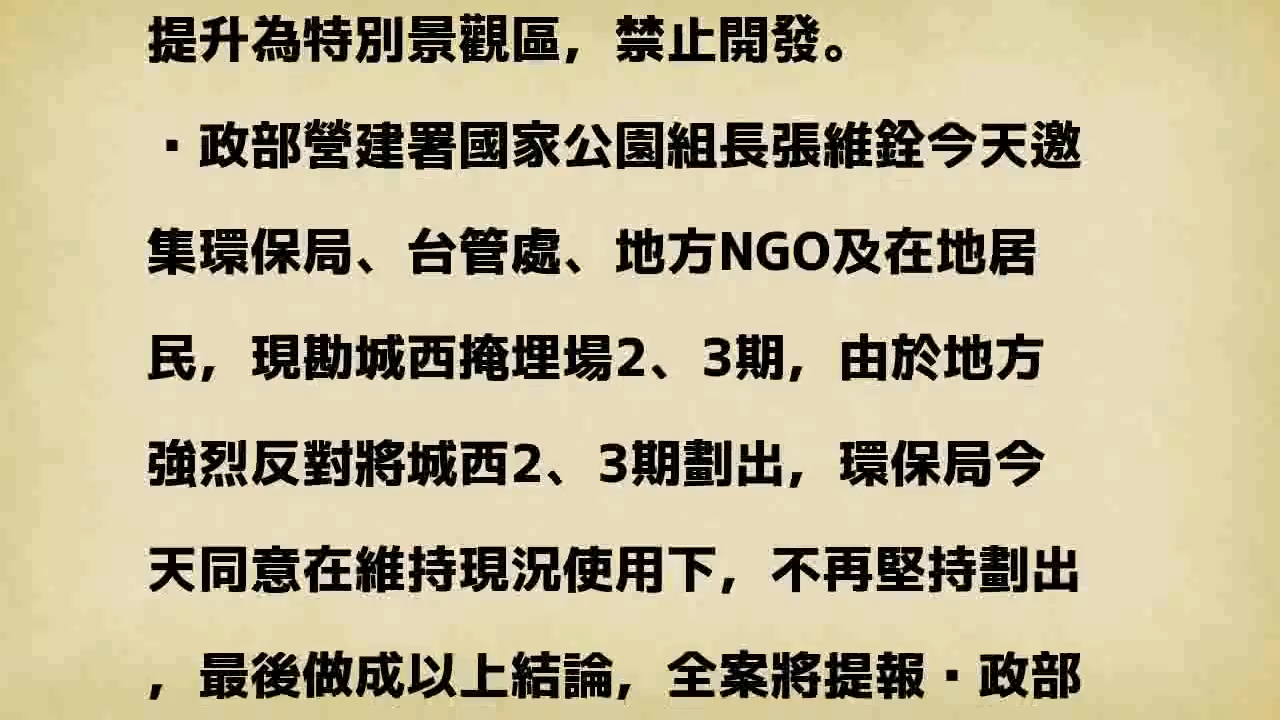 提升為特別景觀區，禁止開發。
·政部營建署國家公園組長張維銓今天邀
集環保局、台管處、地方NGO及在地居
民，現勘城西掩埋場2、3期，由於地方
強烈反對將城西2、3期劃出，環保局今
天同意在維持現況使用下，不再堅持劃出
，最後做成以上結論，全案將提報·政部